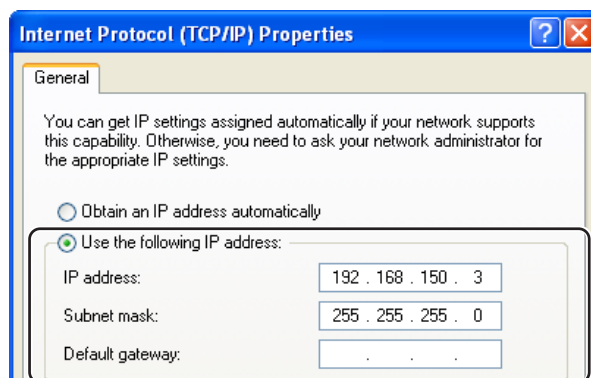 Internet Protocol (TCP/IP) Properties
General
You can get IP settings assigned automatically if your network supports
this capability. Otherwise, you need to ask your network administrator for
the appropriate IP settings.
Obtain an IP address automatically
Use the following IP address:
IP address: 192 . 168 . 150 . 3
Subnet mask: 255 . 255 . 255 . 0
Default gateway: . . .